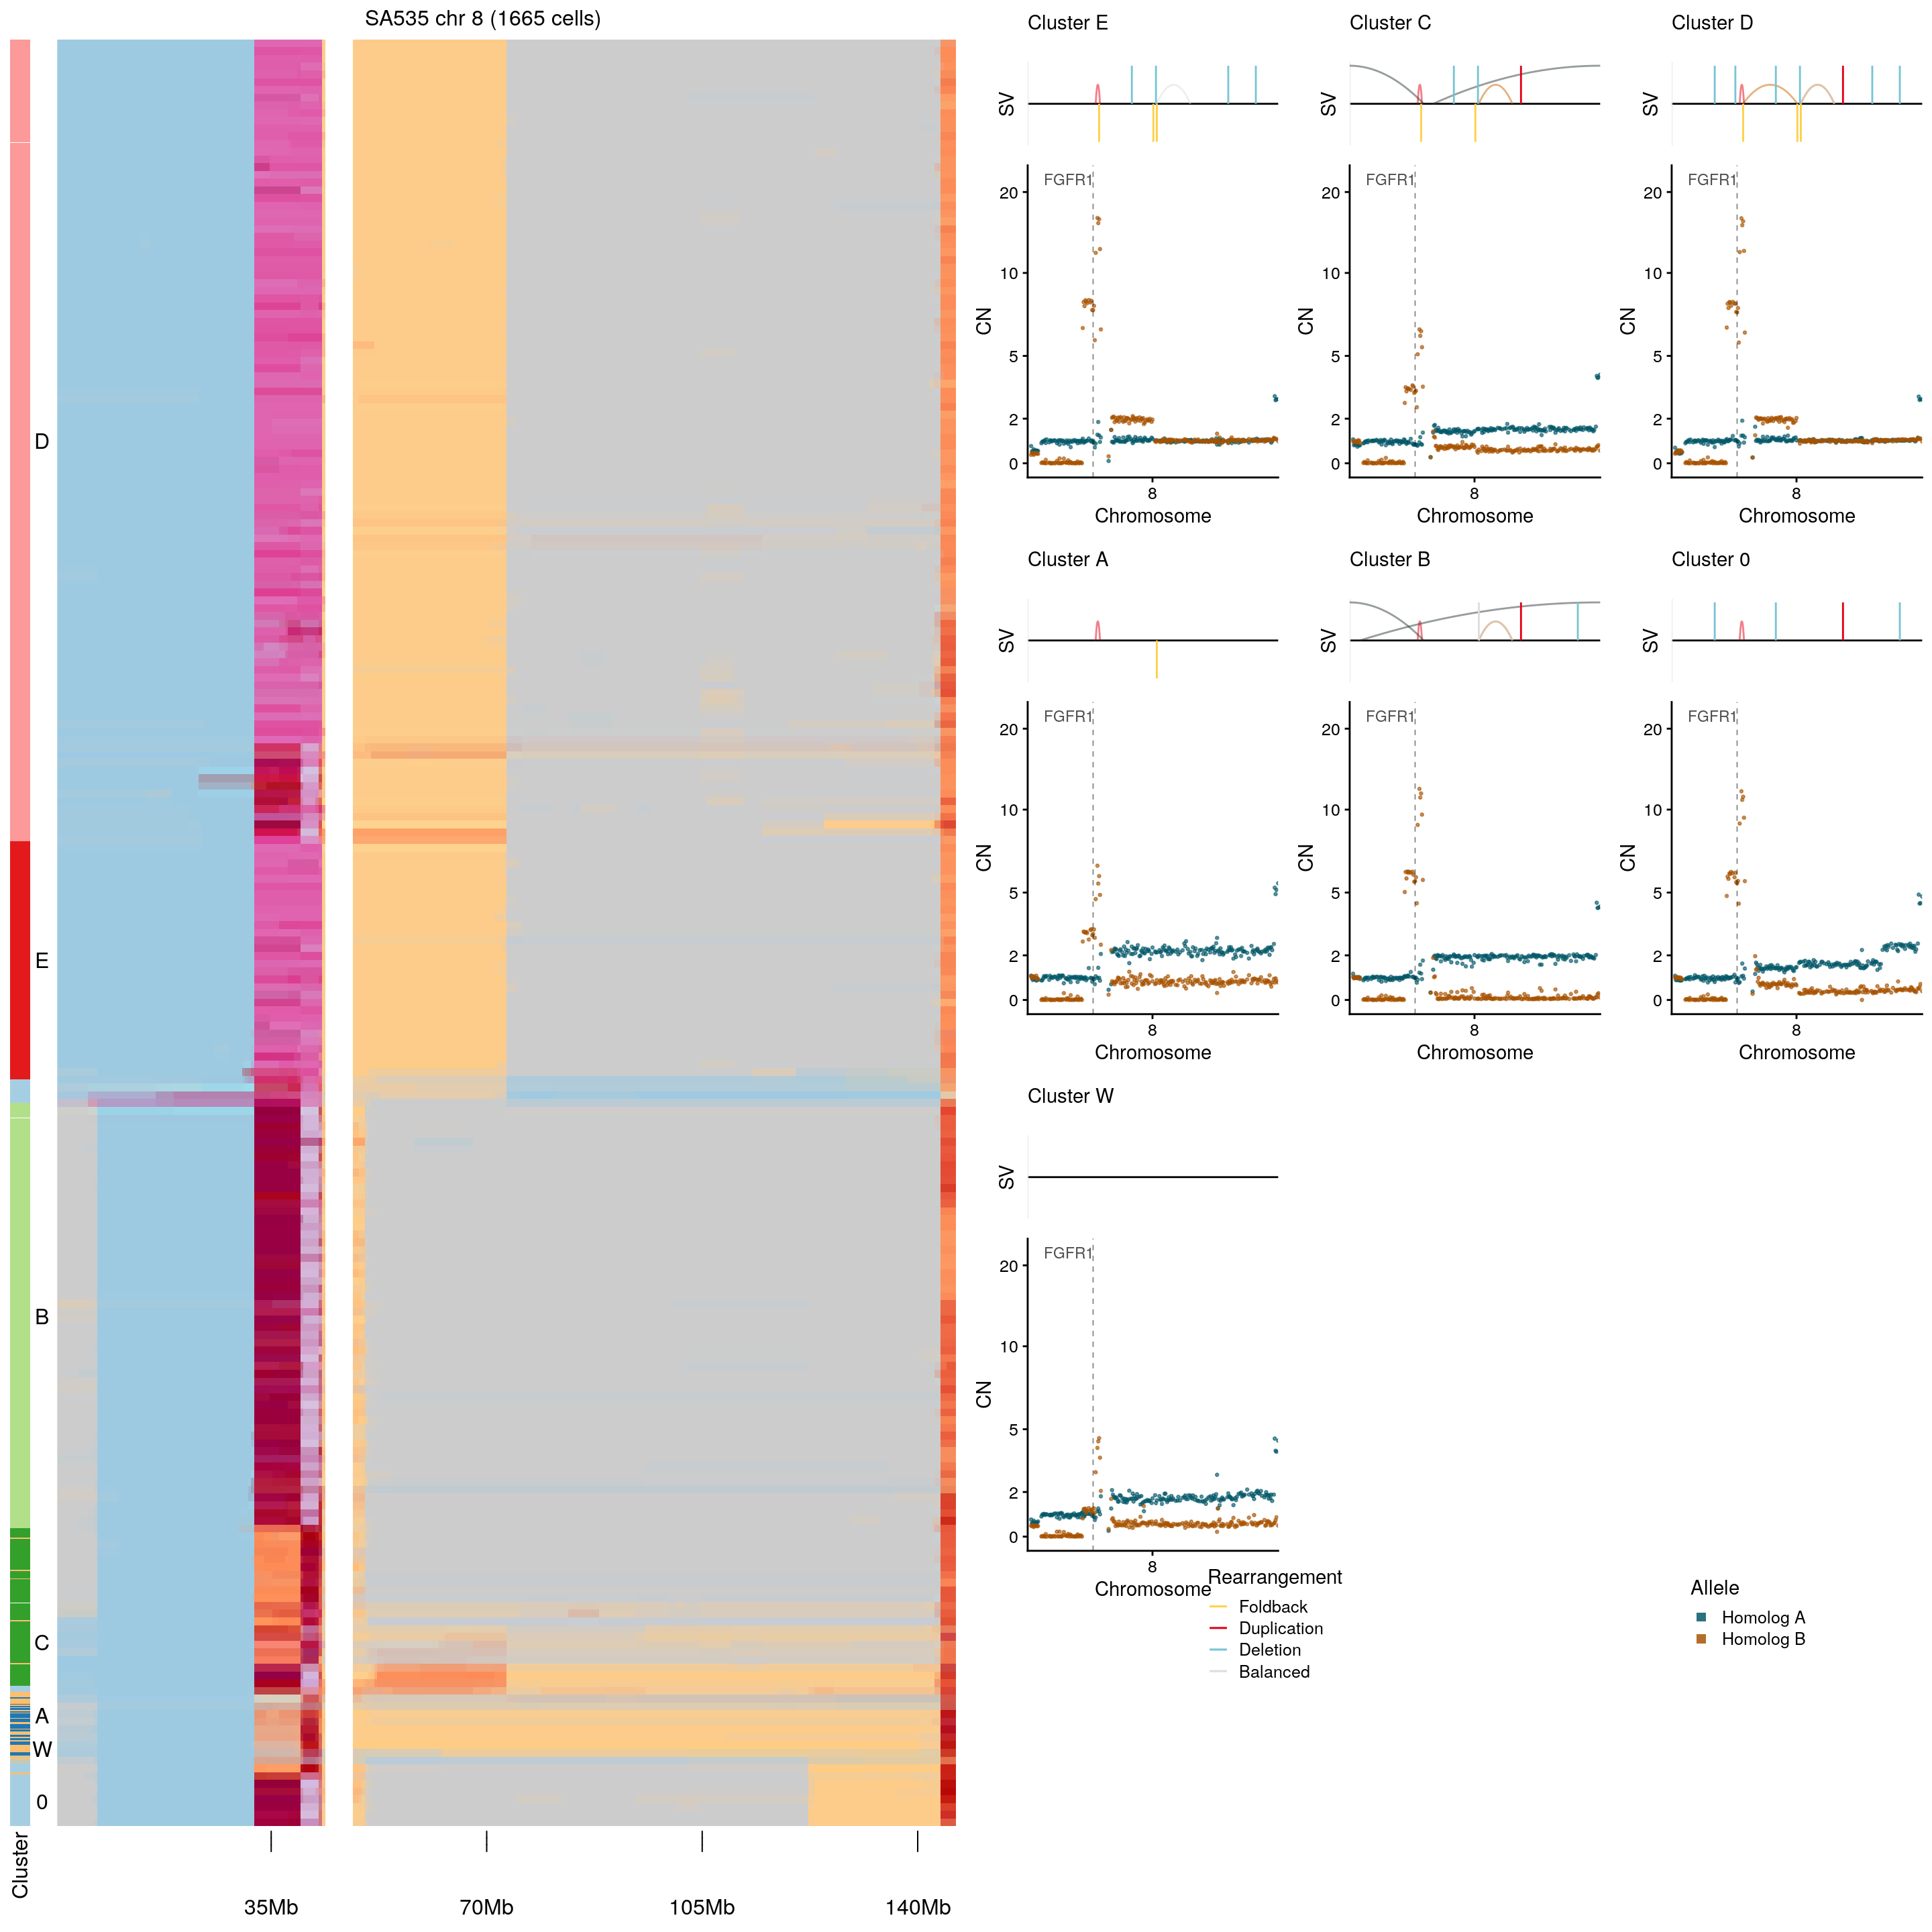 SA535 chr 8 (1665 cells)
D
E
B
C
A
W
0
Cluster
35Mb 70Mb 105Mb 140Mb
Cluster E
SV
FGFR1
20
10
5
2
0
CN
8
Chromosome
Cluster C
SV
FGFR1
20
10
5
2
0
CN
8
Chromosome
Cluster D
SV
FGFR1
20
10
5
2
0
CN
8
Chromosome
Cluster A
SV
FGFR1
20
10
5
2
0
CN
8
Chromosome
Cluster B
SV
FGFR1
20
10
5
2
0
CN
8
Chromosome
Cluster 0
SV
FGFR1
20
10
5
2
0
CN
8
Chromosome
Cluster W
SV
FGFR1
20
10
5
2
0
CN
8
Chromosome
Rearrangement
Foldback
Duplication
Deletion
Balanced
Allele
Homolog A
Homolog B